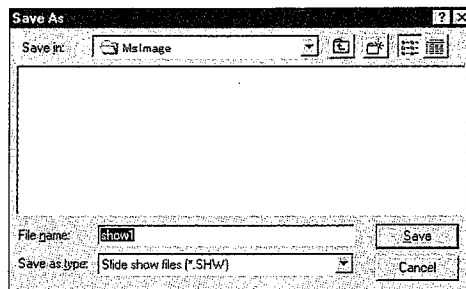 Save As
Save in: MsImage
File name: show1 Save
Save as type: Slide show files (*.SHW) Cancel